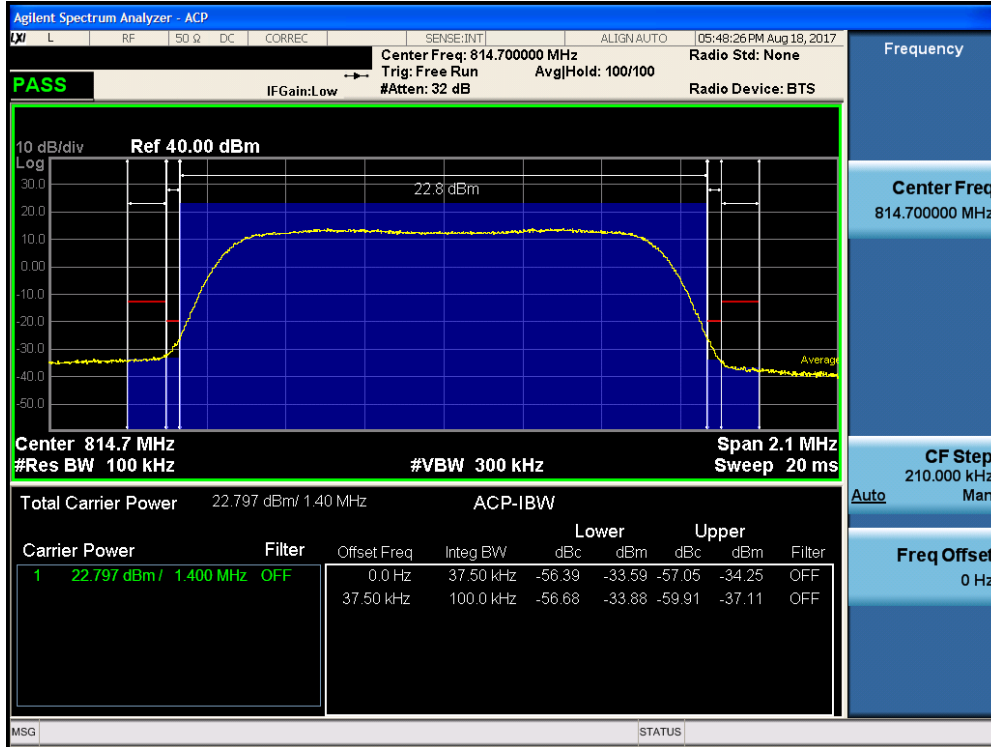 Agilent Spectrum Analyzer - ACP
LXI L RF 50 Ω DC CORREC SENSE:INT ALIGN AUTO 05:48:26 PM Aug 18, 2017
Center Freq: 814.700000 MHz Radio Std: None
Trig: Free Run Avg|Hold: 100/100
PASS IFGain:Low #Atten: 32 dB Radio Device: BTS
10 dB/div Ref 40.00 dBm
Log
30.0
22.8 dBm
20.0
10.0
0.00
-10.0
-20.0
-30.0
Average
-40.0
-50.0
Center 814.7 MHz Span 2.1 MHz
#Res BW 100 kHz #VBW 300 kHz Sweep 20 ms
Total Carrier Power 22.797 dBm/ 1.40 MHz ACP-IBW
Lower Upper
Carrier Power Filter Offset Freq Integ BW dBc dBm dBc dBm Filter
1 22.797 dBm / 1.400 MHz OFF 0.0 Hz 37.50 kHz -56.39 -33.59 -57.05 -34.25 OFF
37.50 kHz 100.0 kHz -56.68 -33.88 -59.91 -37.11 OFF
MSG STATUS
Frequency
Center Freq
814.700000 MHz
CF Step
210.000 kHz
Auto Man
Freq Offset
0 Hz